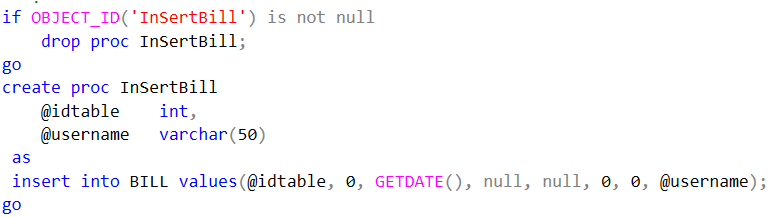 if OBJECT_ID('InSertBill') is not null
    drop proc InSertBill;
go
create proc InSertBill
    @idtable    int,
    @username   varchar(50)
 as
 insert into BILL values(@idtable, 0, GETDATE(), null, null, 0, 0, @username);
go